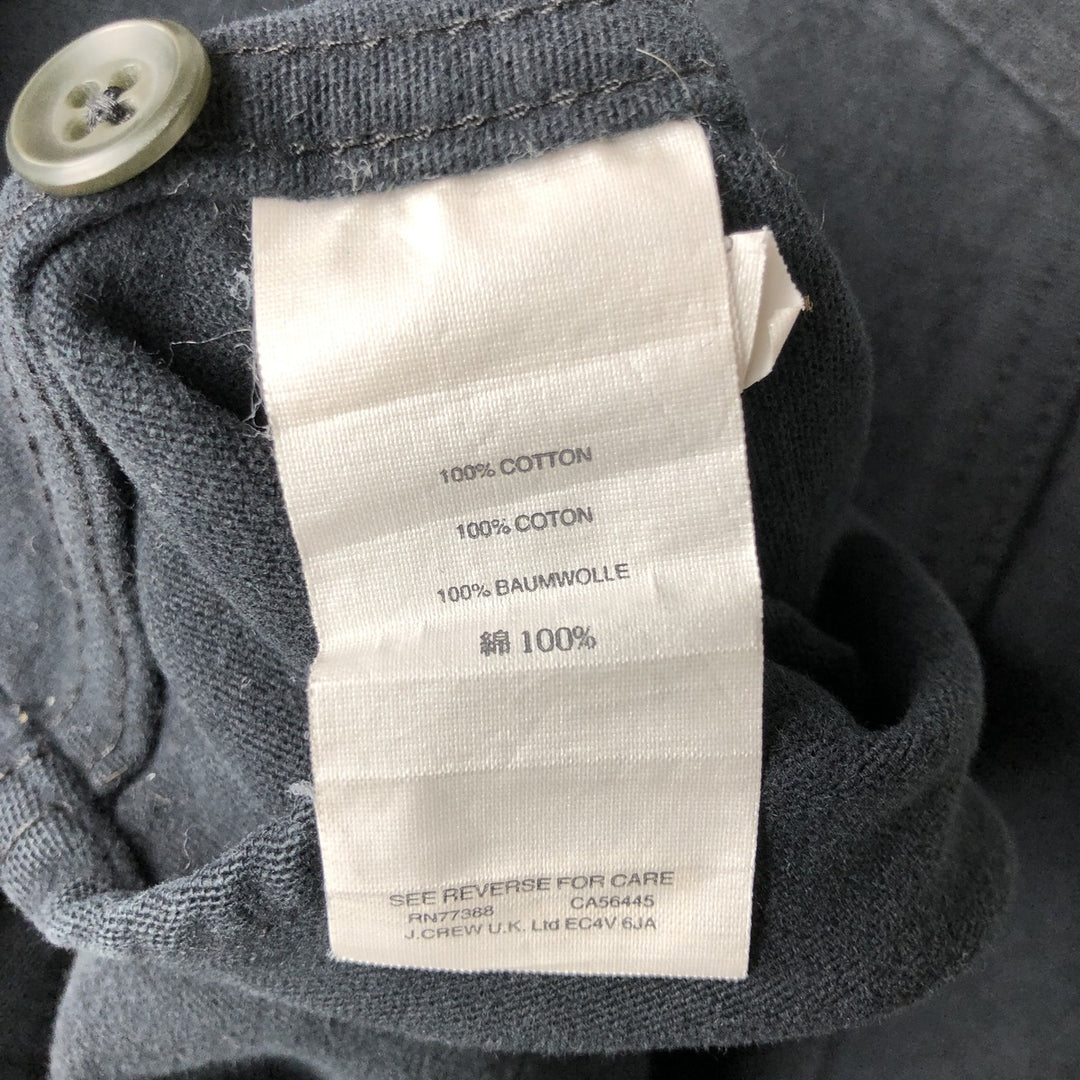 100% COTTON
100% COTON
100% BAUMWOLLE
綿 100%
SEE REVERSE FOR CARE
RN77388 CA56445
J.CREW U.K. Ltd EC4V 6JA